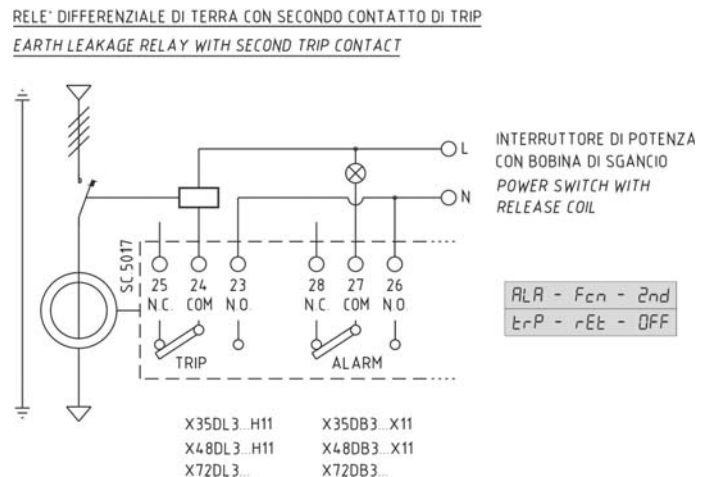 RELE' DIFFERENZIALE DI TERRA CON SECONDO CONTATTO DI TRIP
EARTH LEAKAGE RELAY WITH SECOND TRIP CONTACT
L
INTERRUTTORE DI POTENZA
CON BOBINA DI SGANCIO
POWER SWITCH WITH
RELEASE COIL
N
SC5017
25 24 23 28 27 26
N.C. COM N.O. N.C. COM N.O.
TRIP ALARM
ALA - Fcn - 2nd
trP - rEt - OFF
X35DL3...H11 X35DB3...X11
X48DL3...H11 X48DB3...X11
X72DL3... X72DB3...